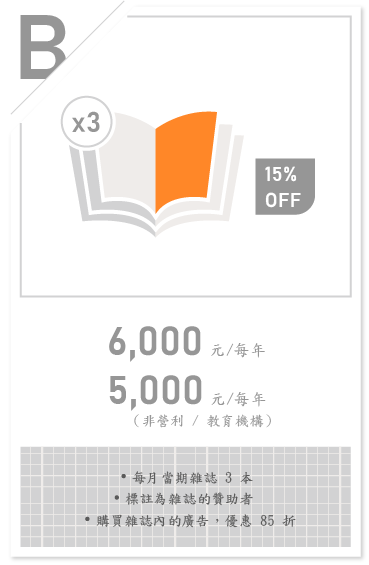 B
x3
15%
OFF
6,000 元/每年
5,000 元/每年
(非營利 / 教育機構)
•每月當期雜誌 3 本
•標註為雜誌的贊助者
•購買雜誌內的廣告，優惠 85 折